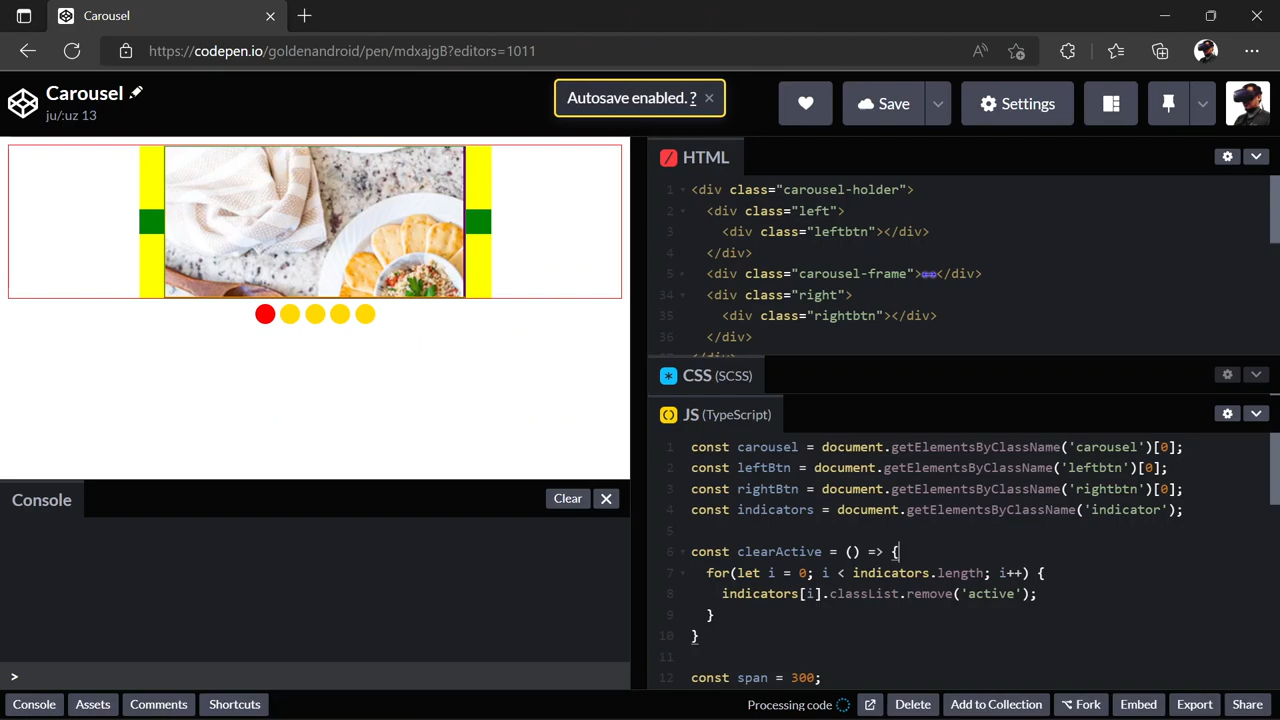 Carousel
https://codepen.io/goldenandroid/pen/mdxajgB?editors=1011
Carousel
ju/:uz 13
Autosave enabled. ?
Save
Settings
HTML
1 <div class="carousel-holder">
2 <div class="left">
3 <div class="leftbtn"></div>
4 </div>
5 <div class="carousel-frame"></div>
34 <div class="right">
35 <div class="rightbtn"></div>
36 </div>
CSS (SCSS)
JS (TypeScript)
1 const carousel = document.getElementsByClassName('carousel')[0];
2 const leftBtn = document.getElementsByClassName('leftbtn')[0];
3 const rightBtn = document.getElementsByClassName('rightbtn')[0];
4 const indicators = document.getElementsByClassName('indicator');
5
6 const clearActive = () => {
7 for(let i = 0; i < indicators.length; i++) {
8 indicators[i].classList.remove('active');
9 }
10 }
11
12 const span = 300;
Console
Clear
>
Console
Assets
Comments
Shortcuts
Processing code
Delete
Add to Collection
Fork
Embed
Export
Share